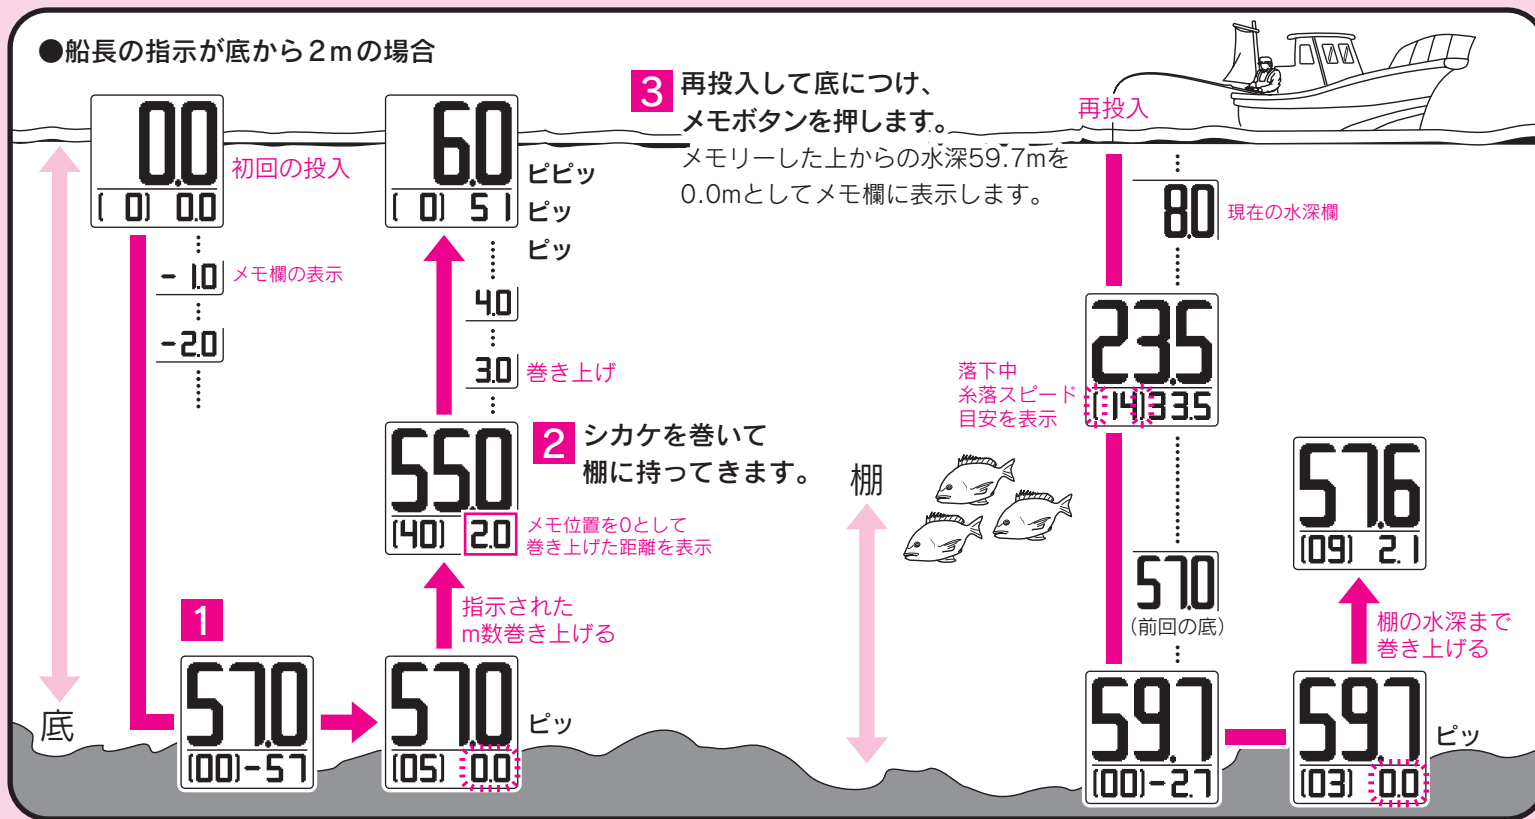 ●船長の指示が底から2mの場合
0.0
( 0) 0.0
初回の投入
- 1.0
メモ欄の表示
-2.0
底
1
57.0
(00)-57
57.0
(05) 0.0
ピッ
指示された
m数巻き上げる
55.0
(40) 2.0
2
シカケを巻いて
棚に持ってきます。
メモ位置を0として
巻き上げた距離を表示
3.0
巻き上げ
4.0
6.0
( 0) 51
ピピッ
ピッ
ピッ
3
再投入して底につけ、
メモボタンを押します。
メモリーした上からの水深59.7mを
0.0mとしてメモ欄に表示します。
再投入
8.0
現在の水深欄
23.5
(14)33.5
落下中
糸落スピード
目安を表示
棚
57.0
(前回の底)
59.7
(00)-2.7
59.7
(03) 0.0
ピッ
棚の水深まで
巻き上げる
57.6
(09) 2.1